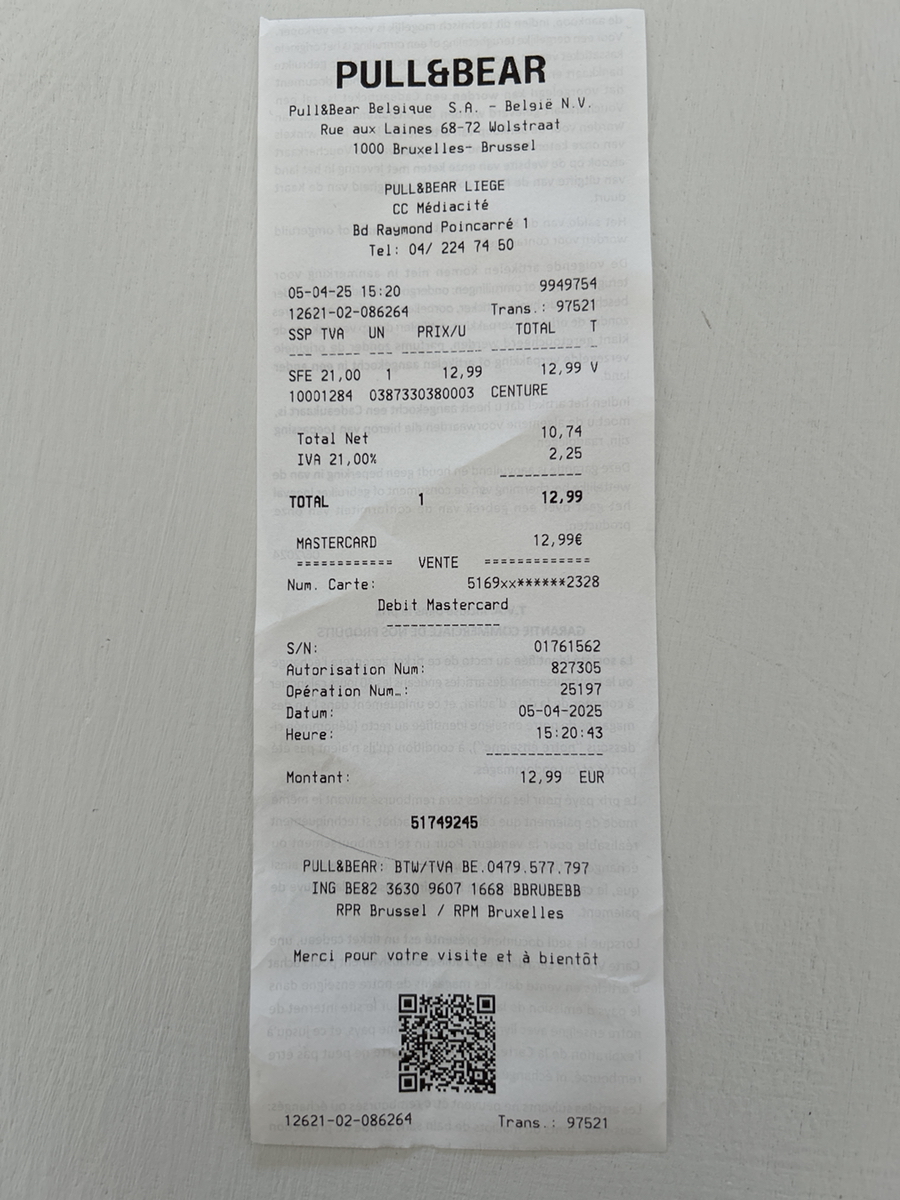 PULL&BEAR
Pull&Bear Belgique S.A. - België N.V.
Rue aux Laines 68-72 Wolstraat
1000 Bruxelles- Brussel
PULL&BEAR LIEGE
CC Médiacité
Bd Raymond Poincarré 1
Tel: 04/ 224 74 50
05-04-25 15:20 9949754
12621-02-086264 Trans.: 97521
SSP TVA UN PRIX/U TOTAL T
--- ----- --- ---------- ------------ -
SFE 21,00 1 12,99 12,99 V
10001284 0387330380003 CENTURE
Total Net 10,74
IVA 21,00% 2,25
----------
TOTAL 1 12,99
MASTERCARD 12,99€
============ VENTE =============
Num. Carte: 5169xx******2328
Debit Mastercard
--------------
S/N: 01761562
Autorisation Num: 827305
Opération Num.: 25197
Datum: 05-04-2025
Heure: 15:20:43
--------------
Montant: 12,99 EUR
51749245
PULL&BEAR: BTW/TVA BE.0479.577.797
ING BE82 3630 9607 1668 BBRUBEBB
RPR Brussel / RPM Bruxelles
Merci pour votre visite et à bientôt
12621-02-086264 Trans.: 97521